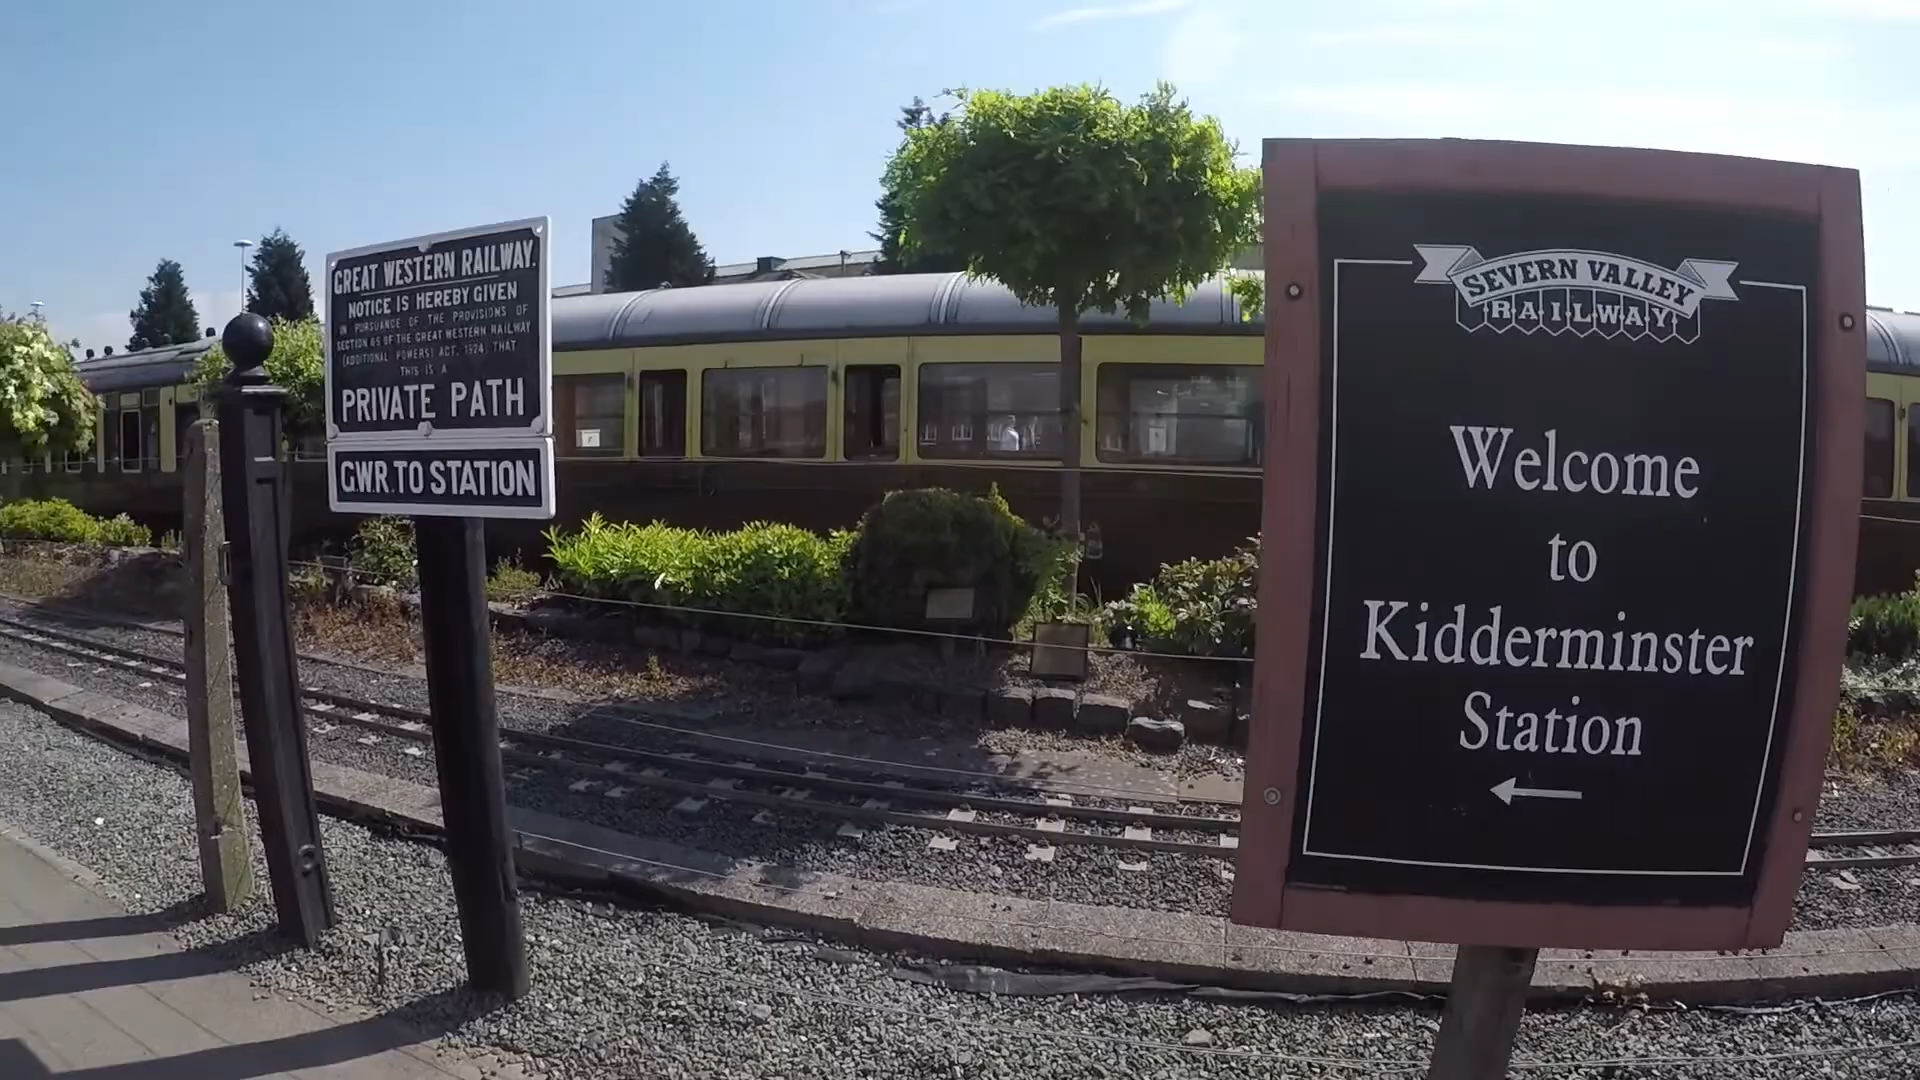 GREAT WESTERN RAILWAY.
NOTICE IS HEREBY GIVEN
IN PURSUANCE OF THE PROVISIONS OF
SECTION 65 OF THE GREAT WESTERN RAILWAY
(ADDITIONAL POWERS) ACT, 1924, THAT
THIS IS A
PRIVATE PATH
G.W.R. TO STATION
SEVERN VALLEY
RAILWAY
Welcome
to
Kidderminster
Station